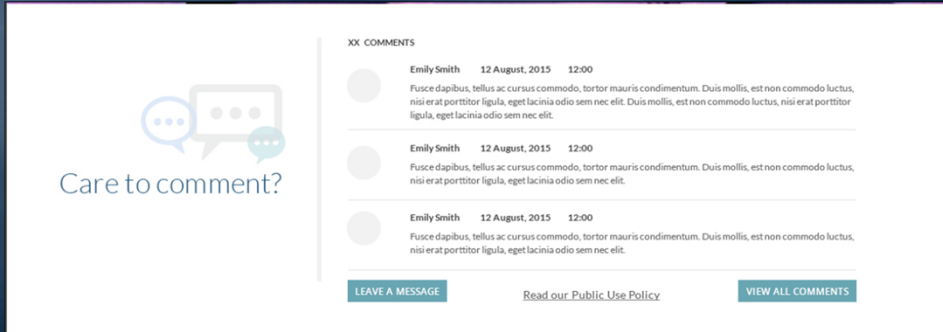 Care to comment?
XX COMMENTS
Emily Smith 12 August, 2015 12:00
Fusce dapibus, tellus ac cursus commodo, tortor mauris condimentum. Duis mollis, est non commodo luctus,
nisi erat porttitor ligula, eget lacinia odio sem nec elit. Duis mollis, est non commodo luctus, nisi erat porttitor
ligula, eget lacinia odio sem nec elit.
Emily Smith 12 August, 2015 12:00
Fusce dapibus, tellus ac cursus commodo, tortor mauris condimentum. Duis mollis, est non commodo luctus,
nisi erat porttitor ligula, eget lacinia odio sem nec elit.
Emily Smith 12 August, 2015 12:00
Fusce dapibus, tellus ac cursus commodo, tortor mauris condimentum. Duis mollis, est non commodo luctus,
nisi erat porttitor ligula, eget lacinia odio sem nec elit.
LEAVE A MESSAGE Read our Public Use Policy VIEW ALL COMMENTS